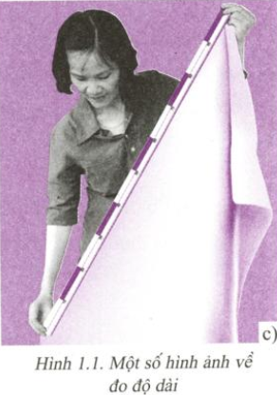 c)
Hình 1.1. Một số hình ảnh về
đo độ dài